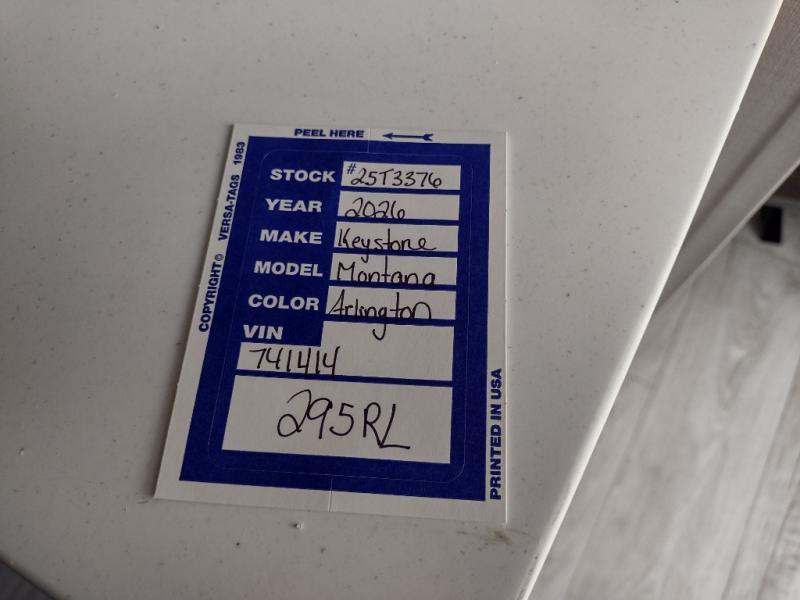 PEEL HERE
COPYRIGHT© VERSA-TAGS 1983
STOCK #25T3376
YEAR 2026
MAKE Keystone
MODEL Montana
COLOR Arlington
VIN
741414
295RL
PRINTED IN USA